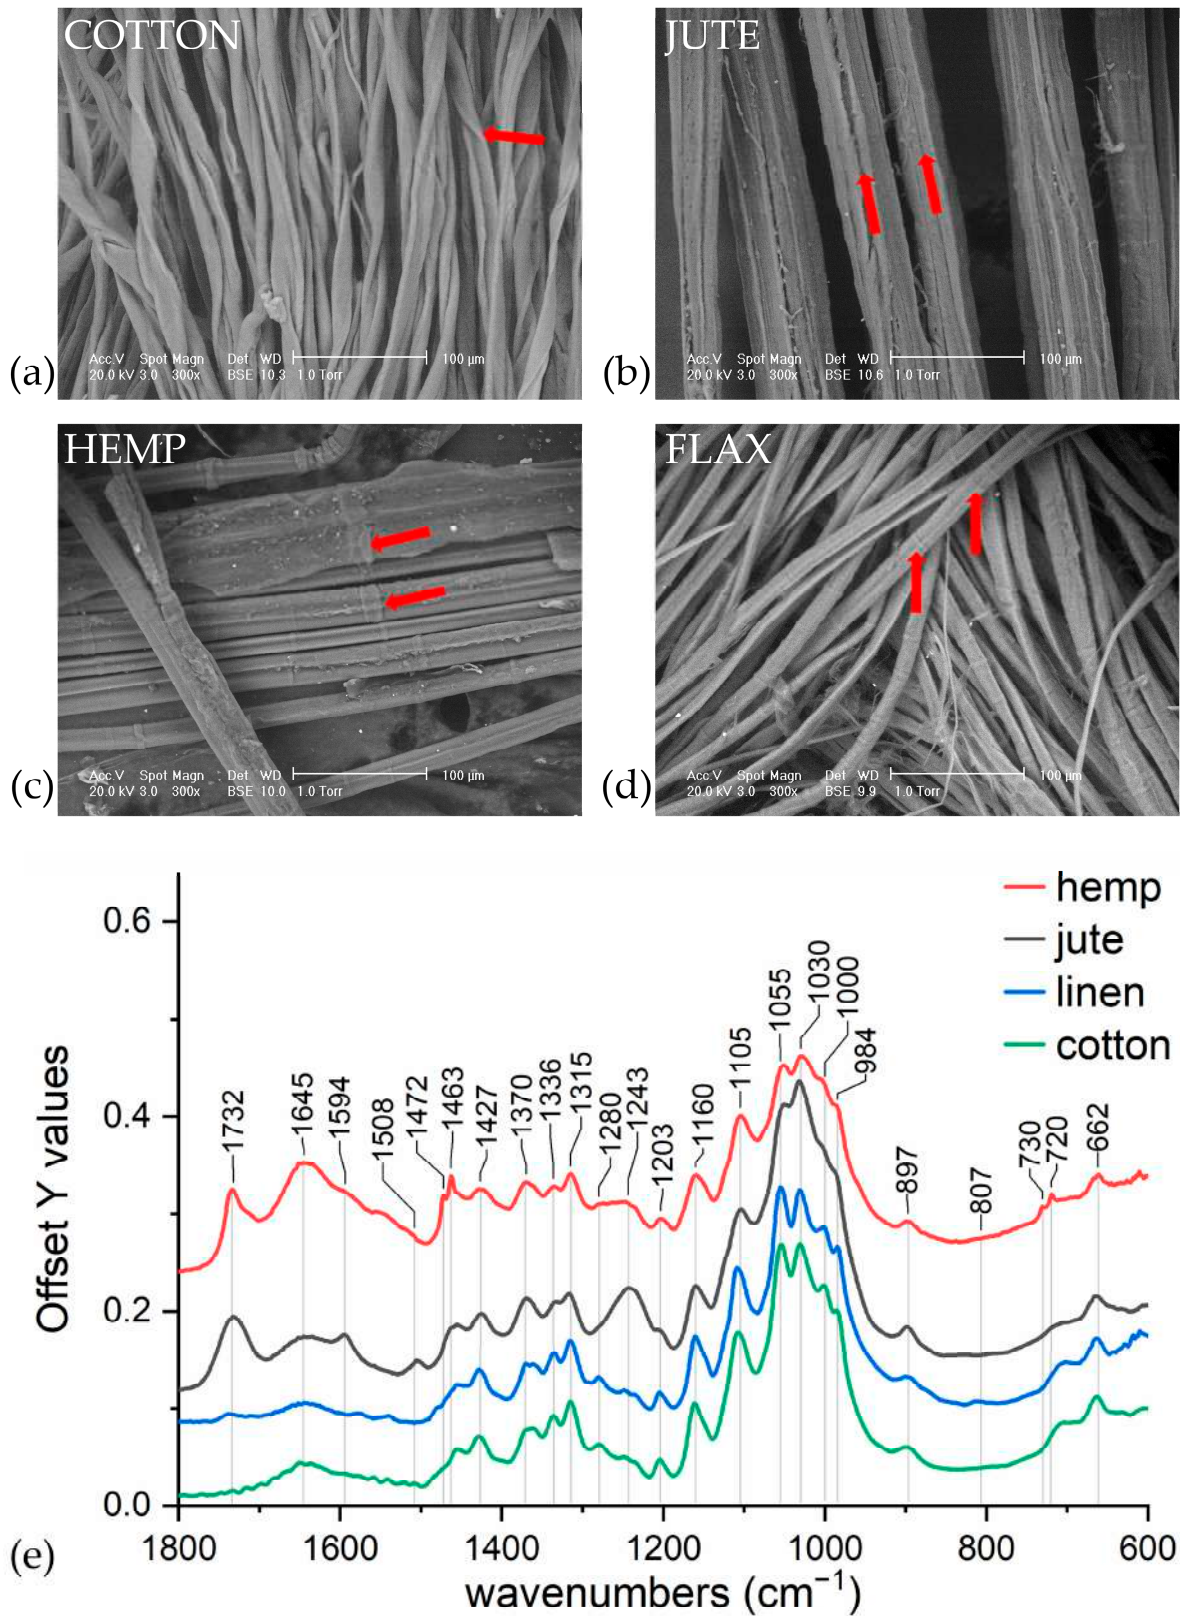 COTTON
Acc.V Spot Magn Det WD 100 µm
20.0 kV 3.0 300x BSE 10.3 1.0 Torr
(a)
JUTE
Acc.V Spot Magn Det WD 100 µm
20.0 kV 3.0 300x BSE 10.6 1.0 Torr
(b)
HEMP
Acc.V Spot Magn Det WD 100 µm
20.0 kV 3.0 300x BSE 10.0 1.0 Torr
(c)
FLAX
Acc.V Spot Magn Det WD 100 µm
20.0 kV 3.0 300x BSE 9.9 1.0 Torr
(d)
hemp
jute
linen
cotton
0.6
0.4
0.2
0.0
Offset Y values
1732
1645
1594
1508
1472
1463
1427
1370
1336
1315
1280
1243
1203
1160
1105
1055
1030
1000
984
897
807
730
720
662
1800 1600 1400 1200 1000 800 600
wavenumbers (cm⁻¹)
(e)